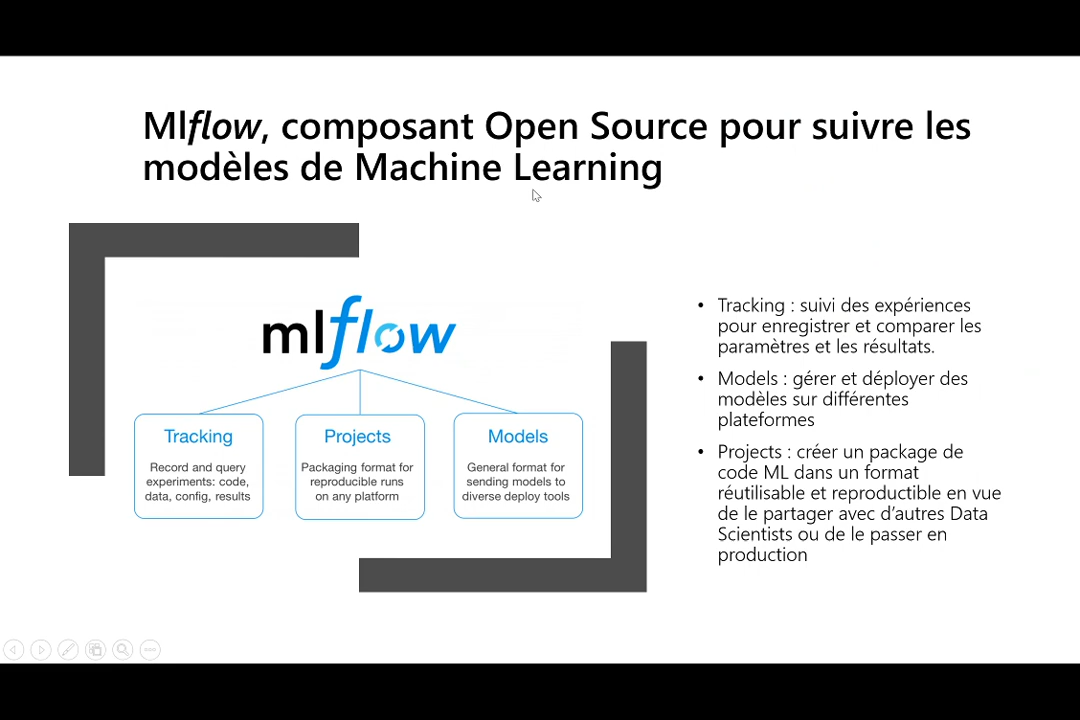 Mlflow, composant Open Source pour suivre les
modèles de Machine Learning
mlflow
Tracking
Record and query
experiments: code,
data, config, results
Projects
Packaging format for
reproducible runs
on any platform
Models
General format for
sending models to
diverse deploy tools
• Tracking : suivi des expériences
pour enregistrer et comparer les
paramètres et les résultats.
• Models : gérer et déployer des
modèles sur différentes
plateformes
• Projects : créer un package de
code ML dans un format
réutilisable et reproductible en vue
de le partager avec d’autres Data
Scientists ou de le passer en
production